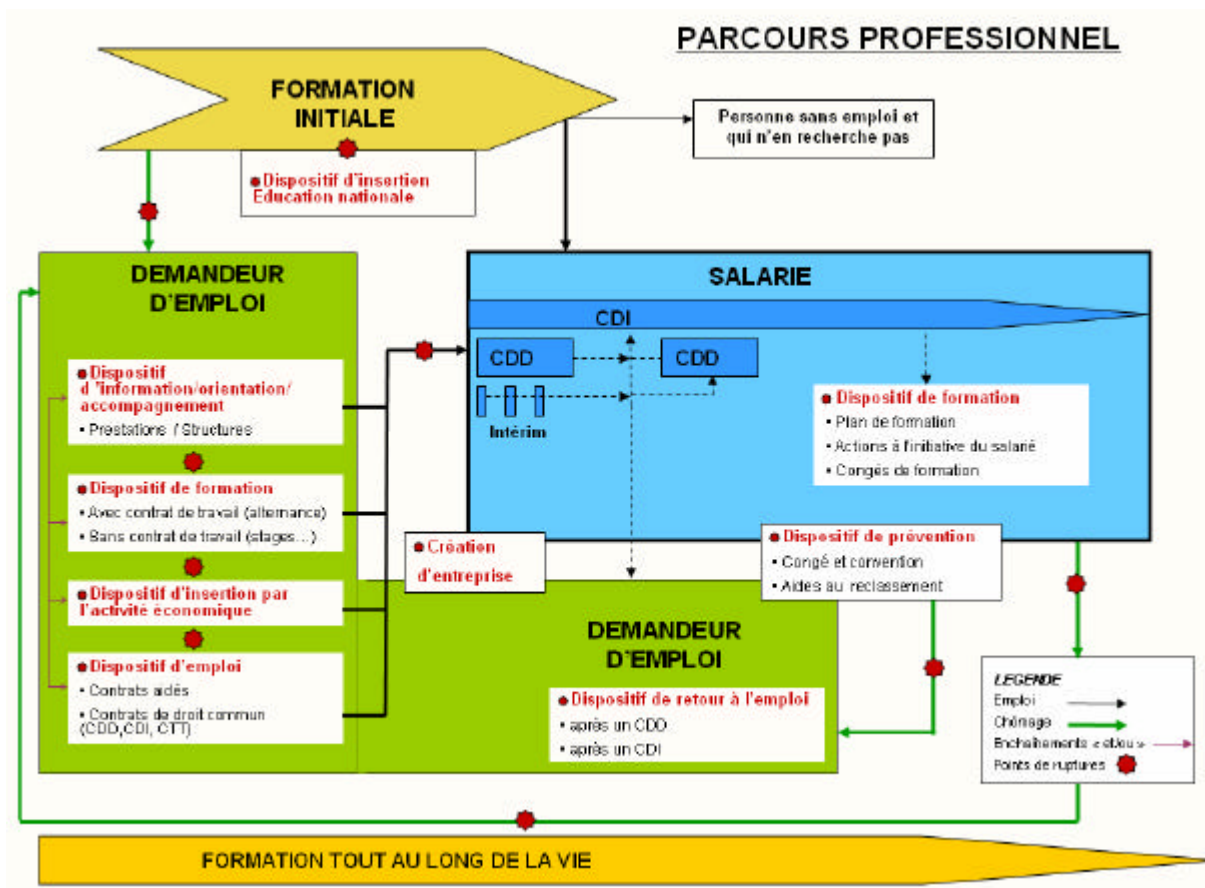 PARCOURS PROFESSIONNEL
FORMATION
INITIALE
Personne sans emploi et
qui n'en recherche pas
Dispositif d'insertion
Education nationale
DEMANDEUR
D'EMPLOI
SALARIE
CDI
CDD
CDD
Intérim
Dispositif
d'information/orientation/
accompagnement
• Prestations / Structures
Dispositif de formation
• Avec contrat de travail (alternance)
• Sans contrat de travail (stages...)
Dispositif d'insertion par
l'activité économique
Dispositif d'emploi
• Contrats aidés
• Contrats de droit commun
(CDD,CDI, CTT)
Dispositif de formation
• Plan de formation
• Actions à l'initiative du salarié
• Congés de formation
Création
d'entreprise
Dispositif de prévention
• Congé et convention
• Aides au reclassement
DEMANDEUR
D'EMPLOI
Dispositif de retour à l'emploi
• après un CDD
• après un CDI
LEGENDE
Emploi
Chômage
Enchaînements « et/ou »
Points de ruptures
FORMATION TOUT AU LONG DE LA VIE